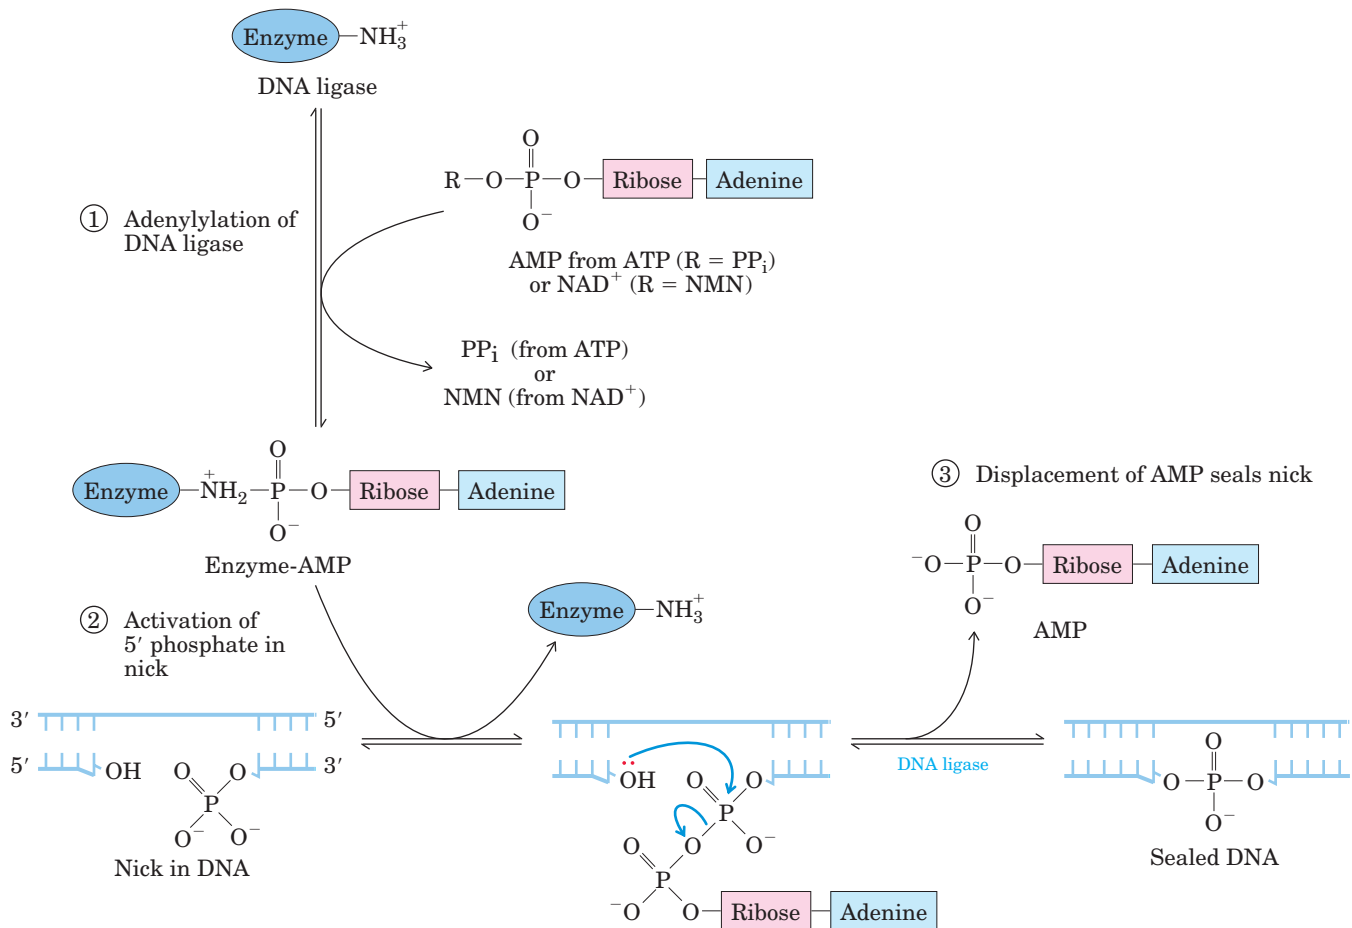 Enzyme NH₃⁺
DNA ligase
O
R—O—P—O—Ribose—Adenine
O⁻
① Adenylylation of
DNA ligase
AMP from ATP (R = PPᵢ)
or NAD⁺ (R = NMN)
PPᵢ (from ATP)
or
NMN (from NAD⁺)
O
Enzyme—N⁺H₂—P—O—Ribose—Adenine
O⁻
Enzyme-AMP
③ Displacement of AMP seals nick
O
⁻O—P—O—Ribose—Adenine
O⁻
AMP
② Activation of
5′ phosphate in
nick
Enzyme NH₃⁺
3′ 5′
5′ OH O O 3′
P
O⁻ O⁻
Nick in DNA
OH O O
P
O O O⁻
P
⁻O O—Ribose—Adenine
DNA ligase
O
O—P—O
O⁻
Sealed DNA